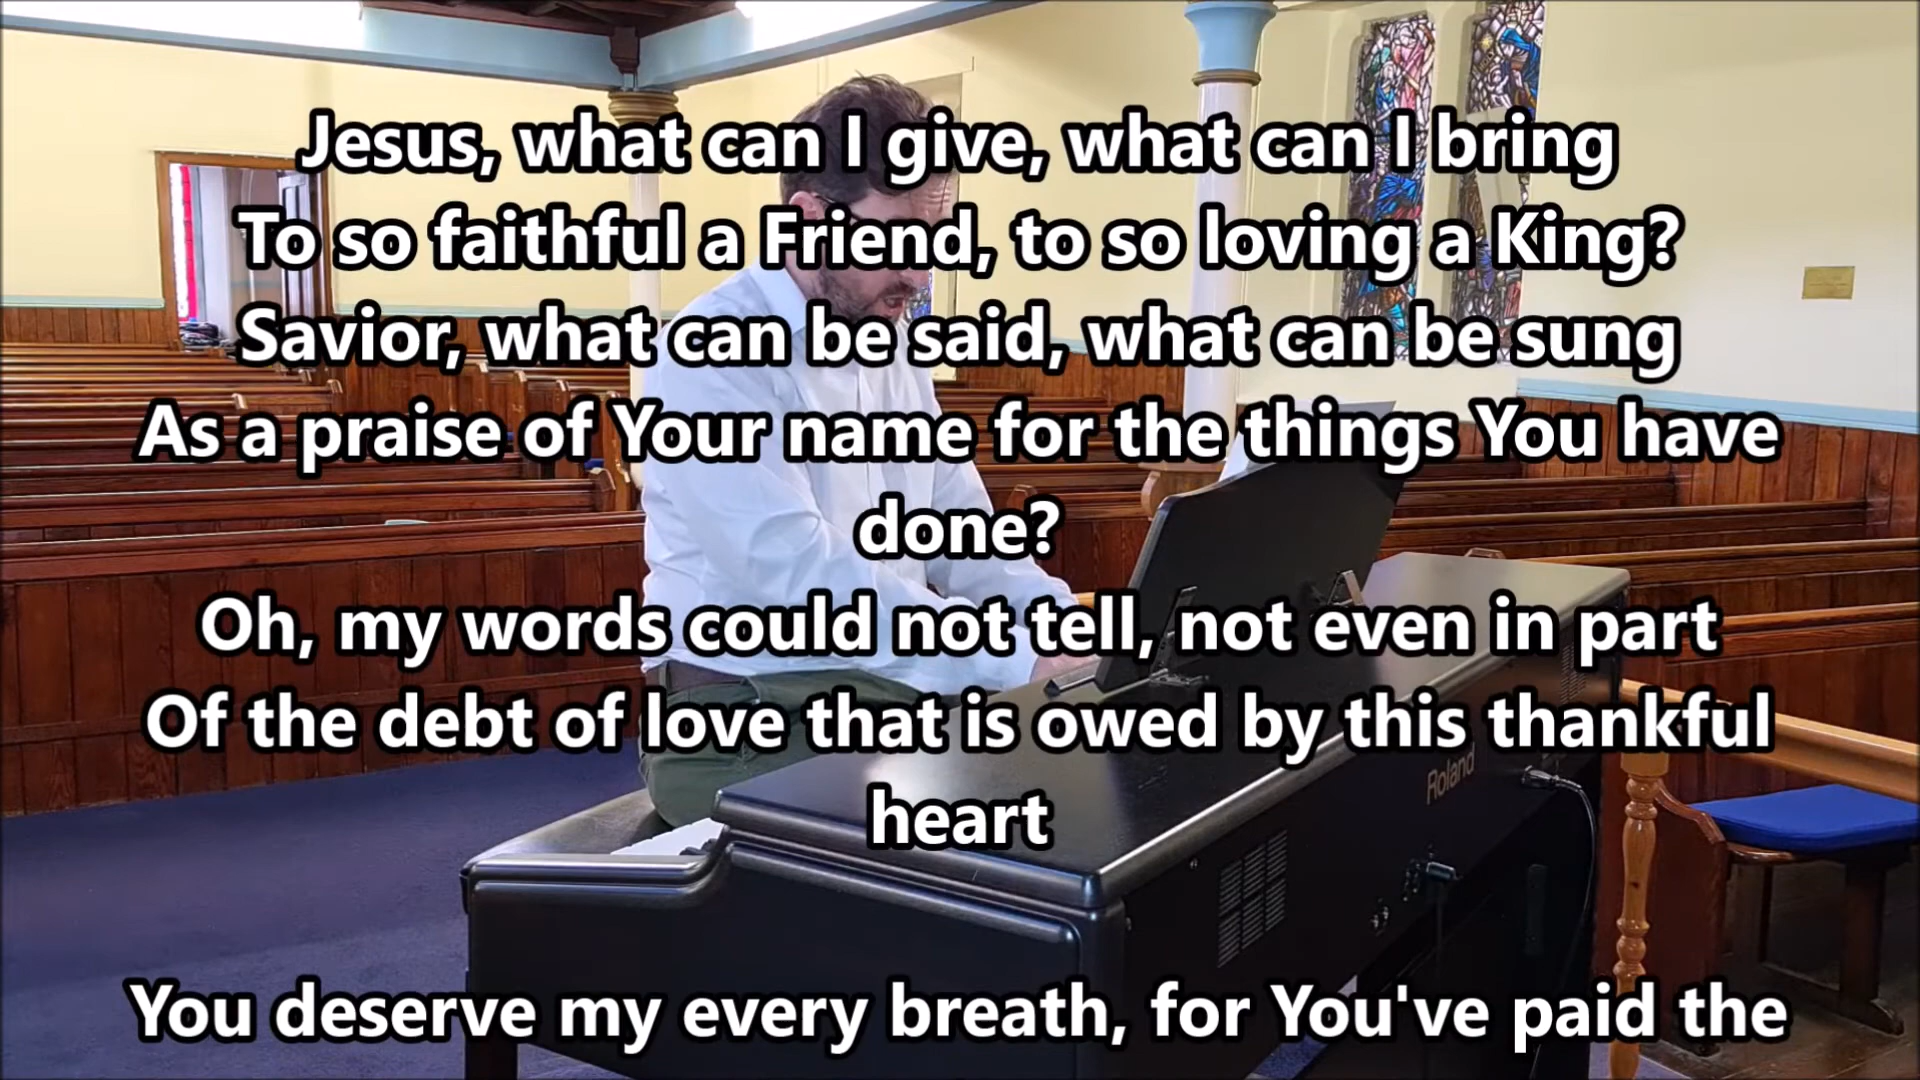 Jesus, what can I give, what can I bring
To so faithful a Friend, to so loving a King?
Savior, what can be said, what can be sung
As a praise of Your name for the things You have
done?
Oh, my words could not tell, not even in part
Of the debt of love that is owed by this thankful
heart
You deserve my every breath, for You've paid the
Roland